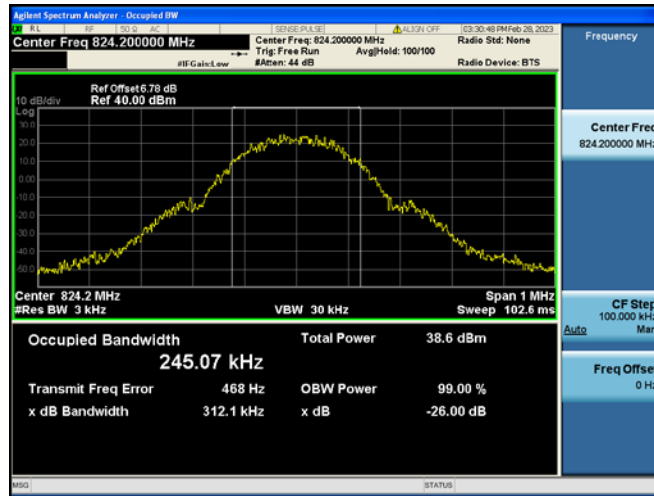 Agilent Spectrum Analyzer - Occupied BW
RL RF 50 Ω AC SENSE:PULSE ALIGN OFF 03:30:48 PM Feb 28, 2023
Center Freq 824.200000 MHz
Center Freq: 824.200000 MHz
Radio Std: None
Trig: Free Run Avg|Hold: 100/100
#IFGain:Low #Atten: 44 dB Radio Device: BTS
Ref Offset 6.78 dB
10 dB/div Ref 40.00 dBm
Log
30.0
20.0
10.0
0.00
-10.0
-20.0
-30.0
-40.0
-50.0
Center 824.2 MHz Span 1 MHz
#Res BW 3 kHz VBW 30 kHz Sweep 102.6 ms
Occupied Bandwidth Total Power 38.6 dBm
245.07 kHz
Transmit Freq Error 468 Hz OBW Power 99.00 %
x dB Bandwidth 312.1 kHz x dB -26.00 dB
MSG STATUS
Frequency
Center Freq
824.200000 MHz
CF Step
100.000 kHz
Auto Man
Freq Offset
0 Hz